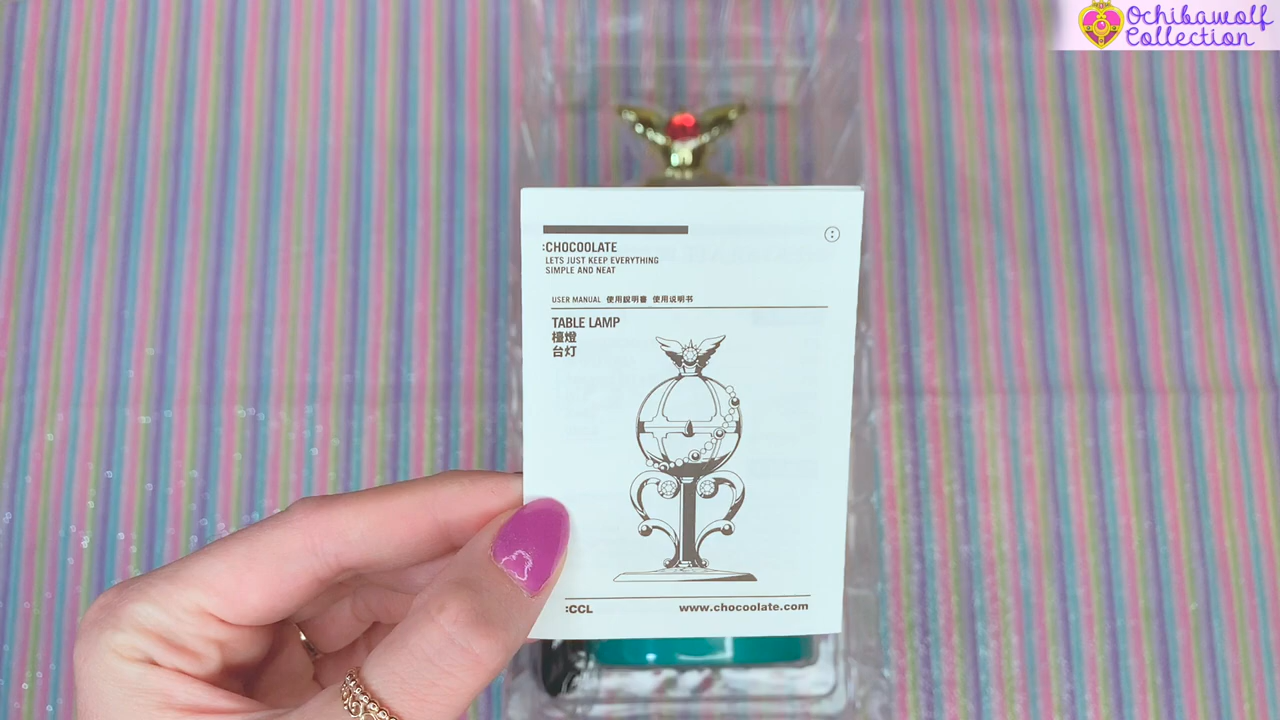 Ochibawolf
Collection
:CHOCOOLATE
LETS JUST KEEP EVERYTHING
SIMPLE AND NEAT
USER MANUAL 使用說明書 使用说明书
TABLE LAMP
檯燈
台灯
:CCL
www.chocoolate.com